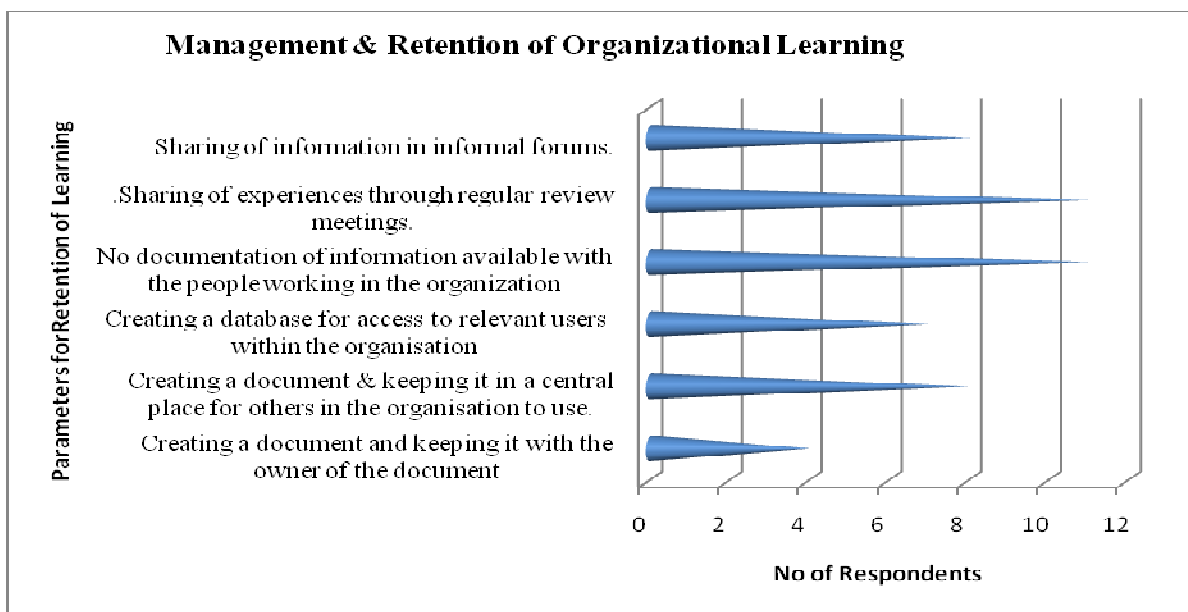 Management & Retention of Organizational Learning
Parameters for Retention of Learning
Sharing of information in informal forums.
.Sharing of experiences through regular review
meetings.
No documentation of information available with
the people working in the organization
Creating a database for access to relevant users
within the organisation
Creating a document & keeping it in a central
place for others in the organisation to use.
Creating a document and keeping it with the
owner of the document
0 2 4 6 8 10 12
No of Respondents